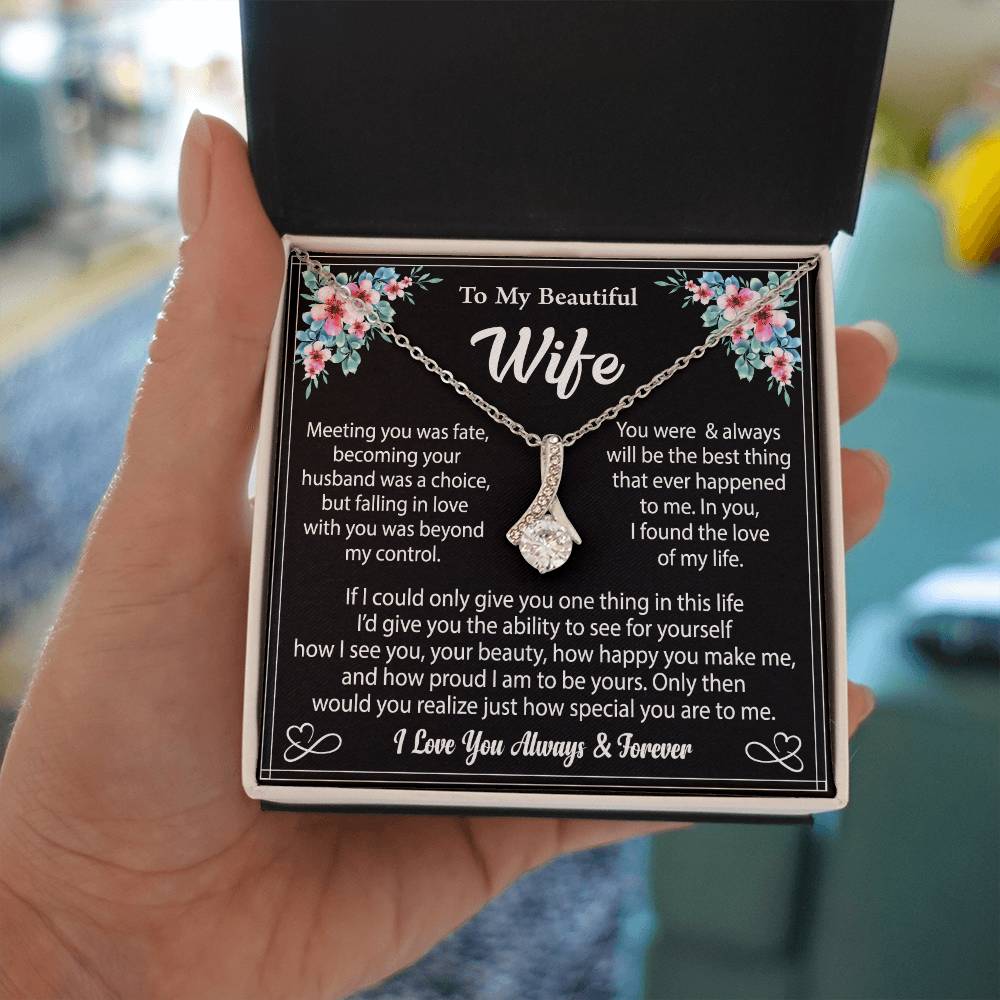 To My Beautiful
Wife
Meeting you was fate,
becoming your
husband was a choice,
but falling in love
with you was beyond
my control.
You were & always
will be the best thing
that ever happened
to me. In you,
I found the love
of my life.
If I could only give you one thing in this life
I'd give you the ability to see for yourself
how I see you, your beauty, how happy you make me,
and how proud I am to be yours. Only then
would you realize just how special you are to me.
I Love You Always & Forever